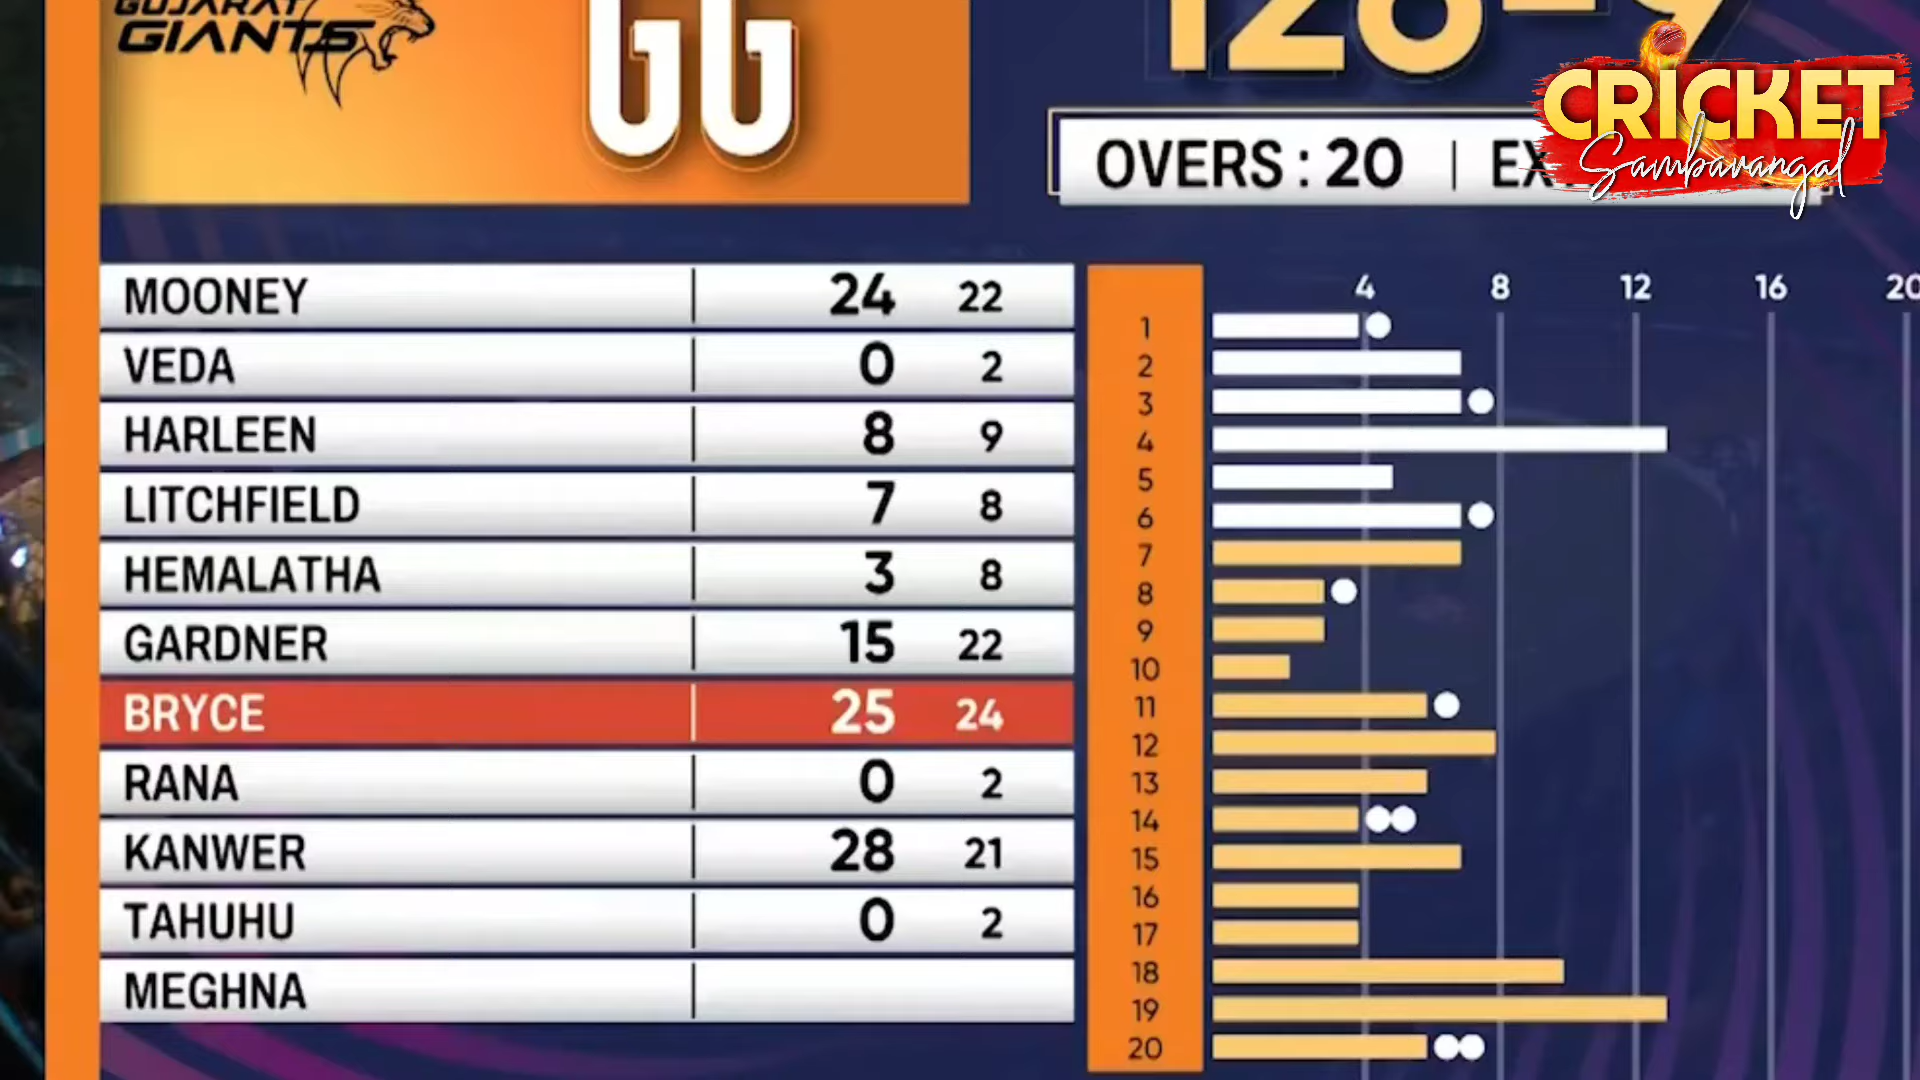 GUJARAT
GIANTS
GG
126-9
CRICKET
Sambavangal
OVERS : 20 |
MOONEY 24 22
VEDA 0 2
HARLEEN 8 9
LITCHFIELD 7 8
HEMALATHA 3 8
GARDNER 15 22
BRYCE 25 24
RANA 0 2
KANWER 28 21
TAHUHU 0 2
MEGHNA
4 8 12 16 20
1
2
3
4
5
6
7
8
9
10
11
12
13
14
15
16
17
18
19
20